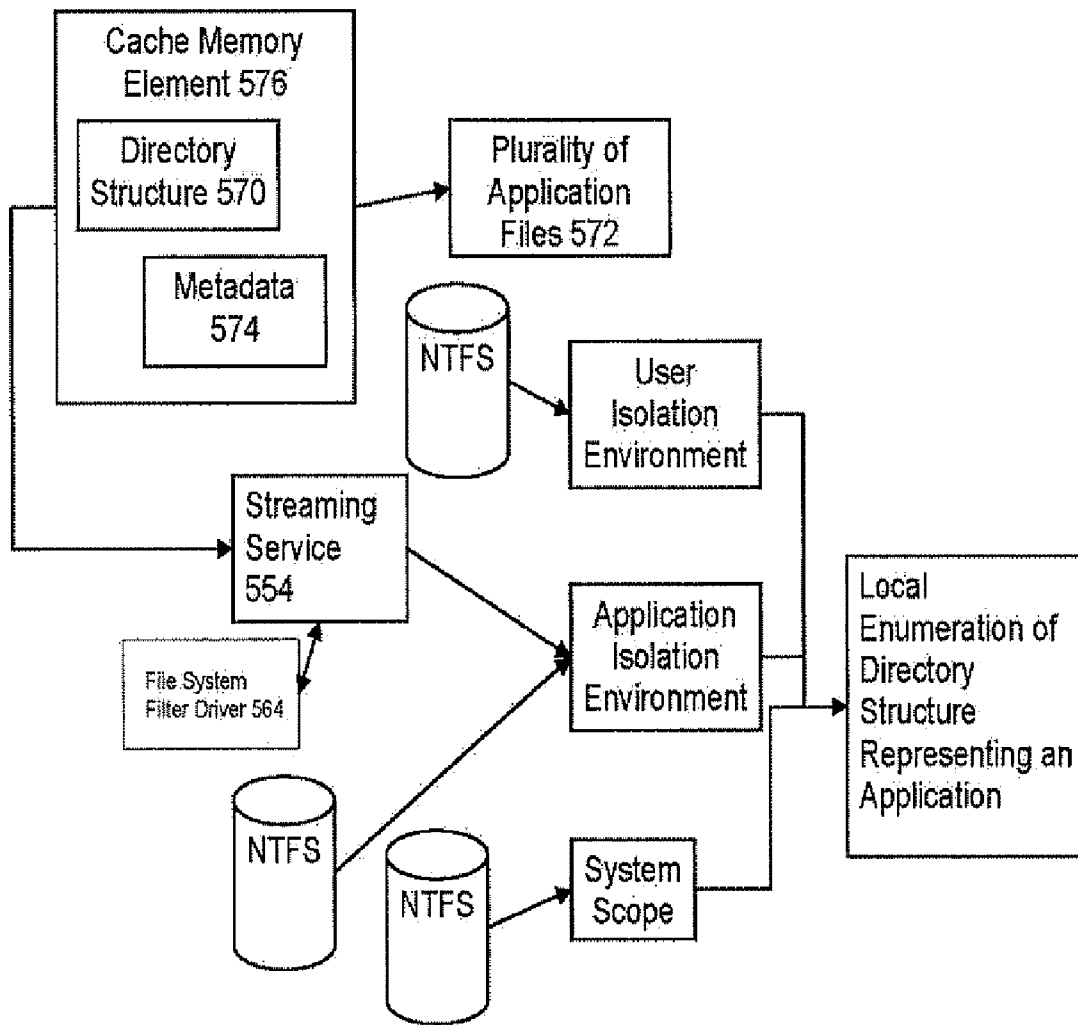 Cache Memory
Element 576
Directory
Structure 570
Metadata
574
Plurality of
Application
Files 572
NTFS
User
Isolation
Environment
Streaming
Service
554
File System
Filter Driver 564
Application
Isolation
Environment
Local
Enumeration of
Directory
Structure
Representing an
Application
NTFS
NTFS
System
Scope